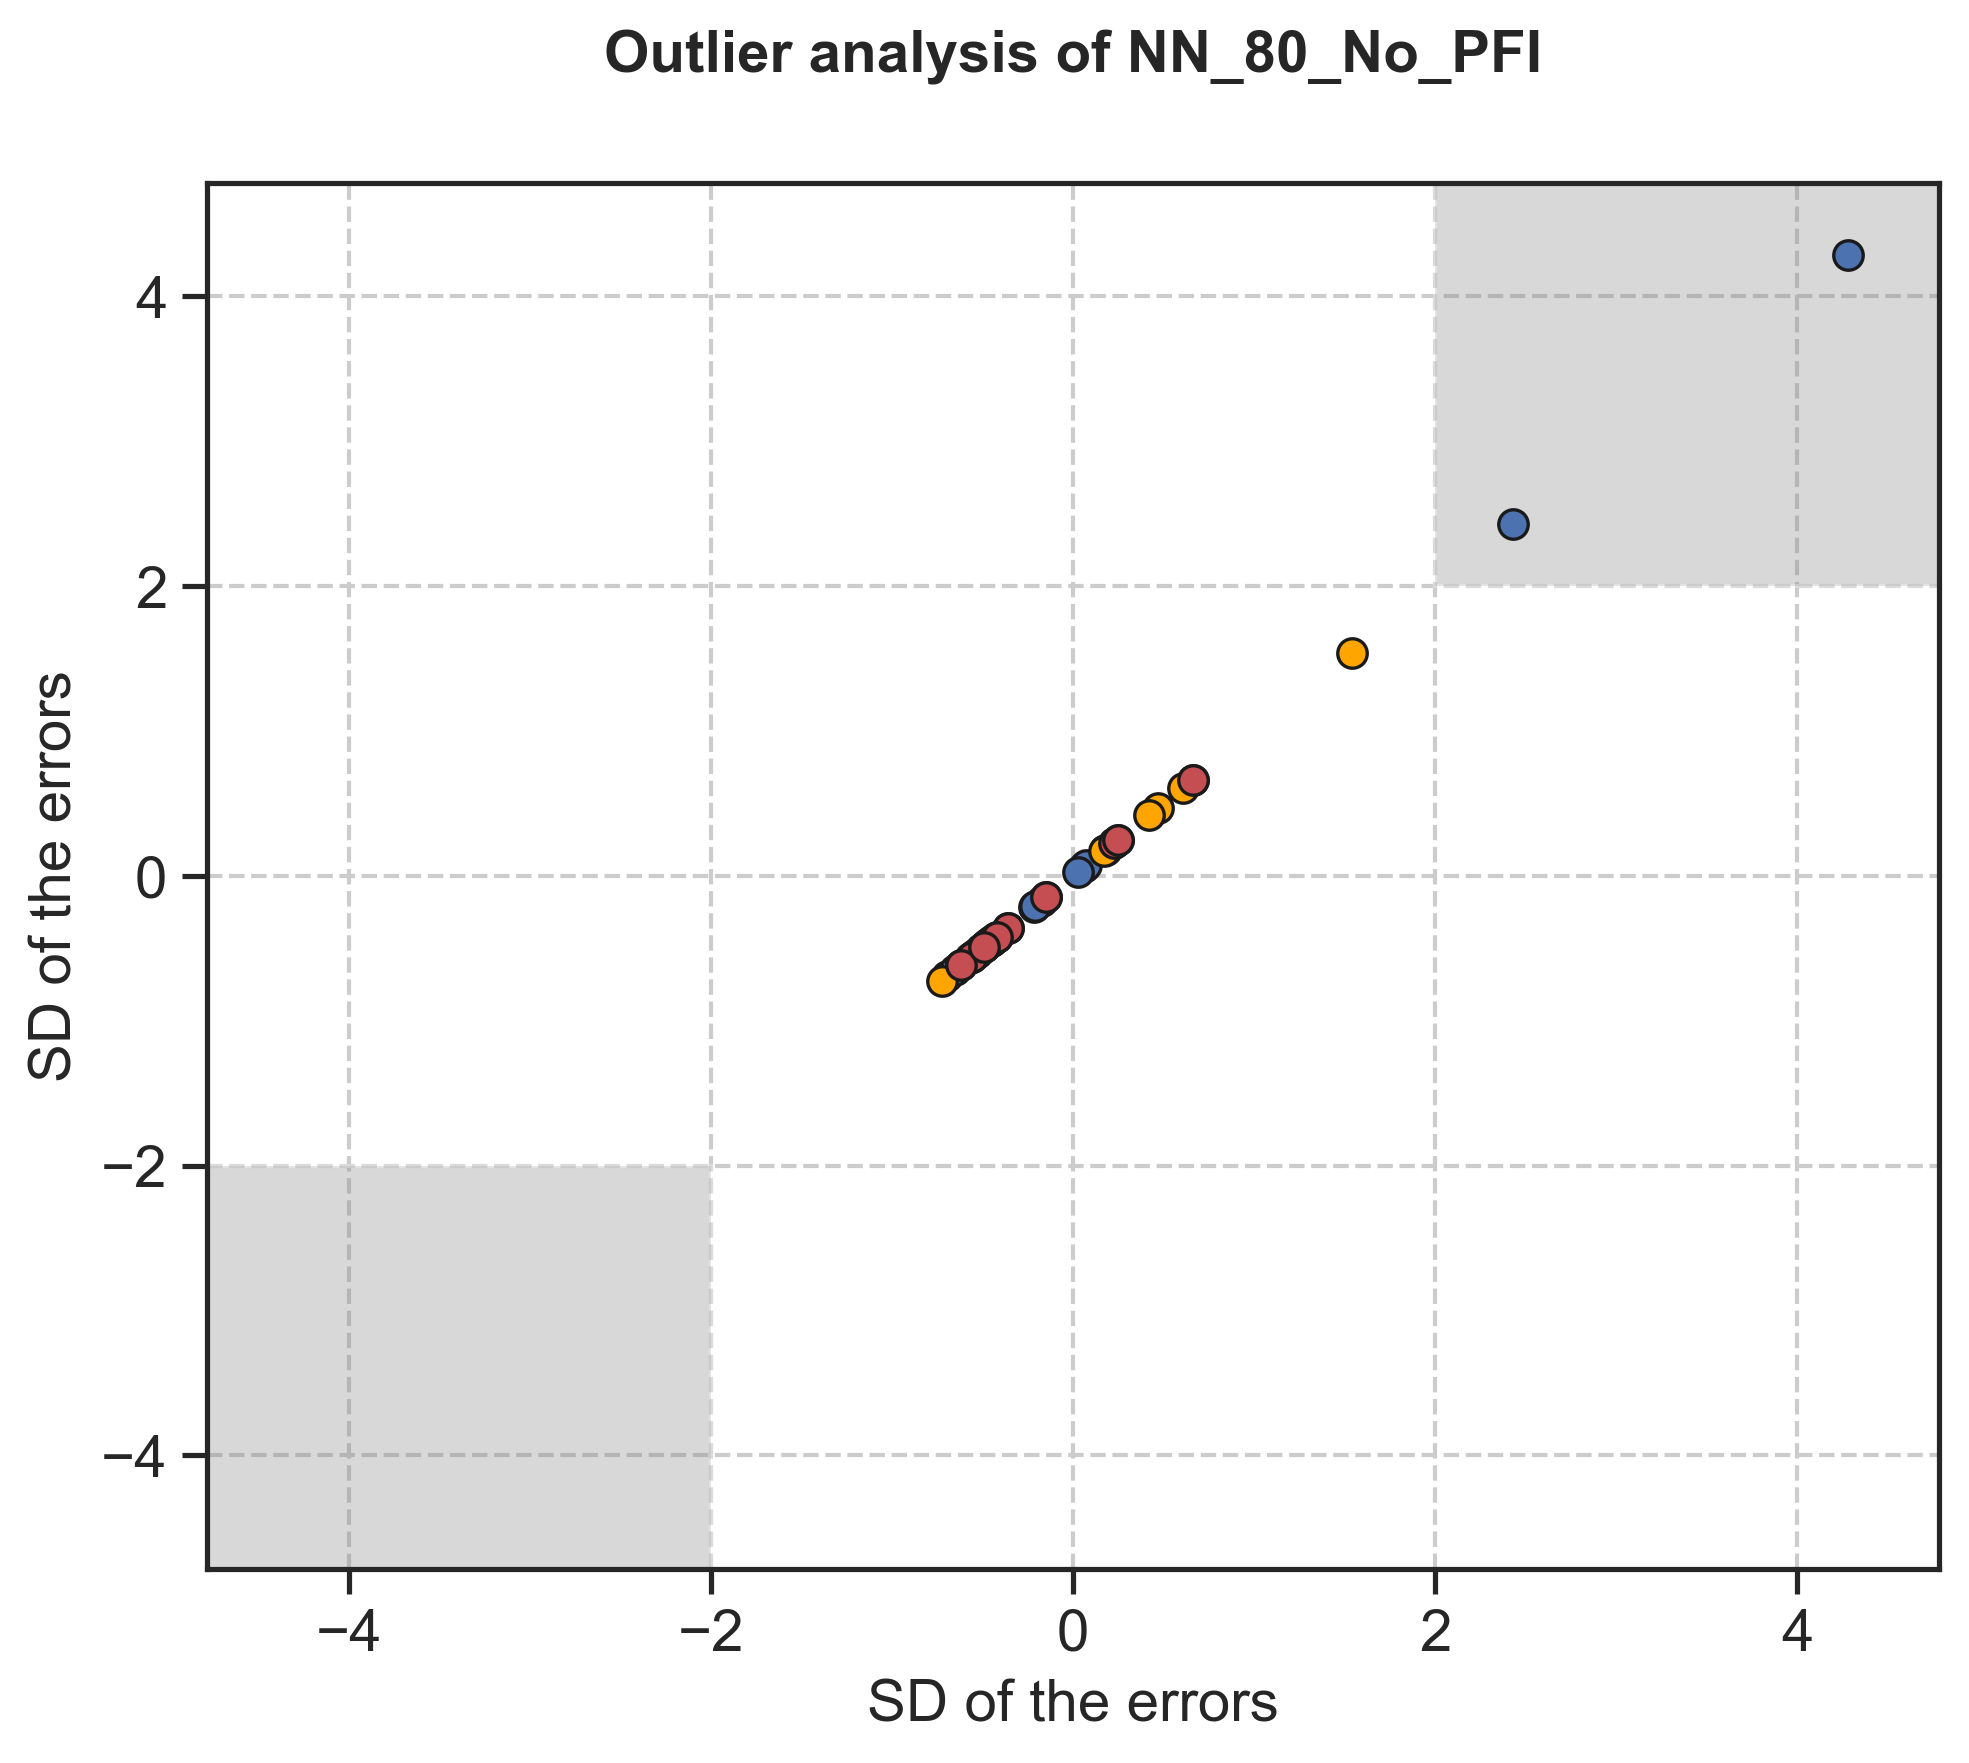 Outlier analysis of NN_80_No_PFI
4
2
0
−2
−4
SD of the errors
−4 −2 0 2 4
SD of the errors